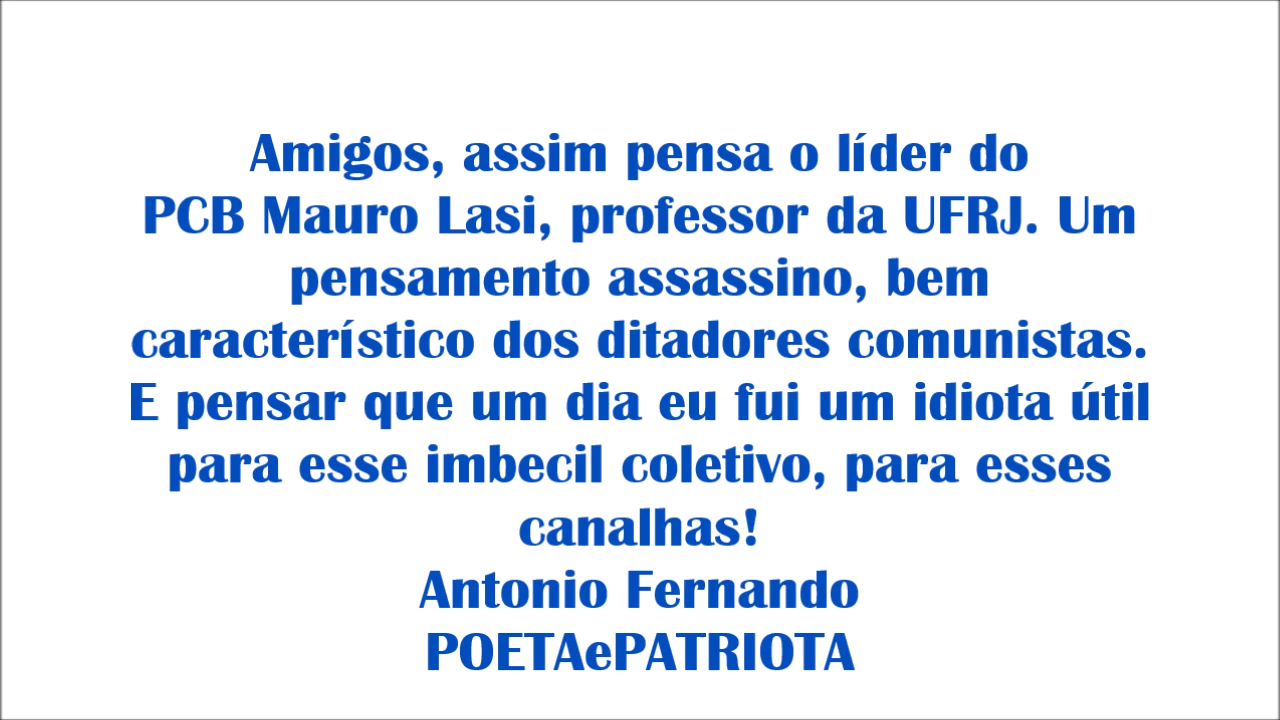 Amigos, assim pensa o líder do
PCB Mauro Lasi, professor da UFRJ. Um
pensamento assassino, bem
característico dos ditadores comunistas.
E pensar que um dia eu fui um idiota útil
para esse imbecil coletivo, para esses
canalhas!
Antonio Fernando
POETAePATRIOTA